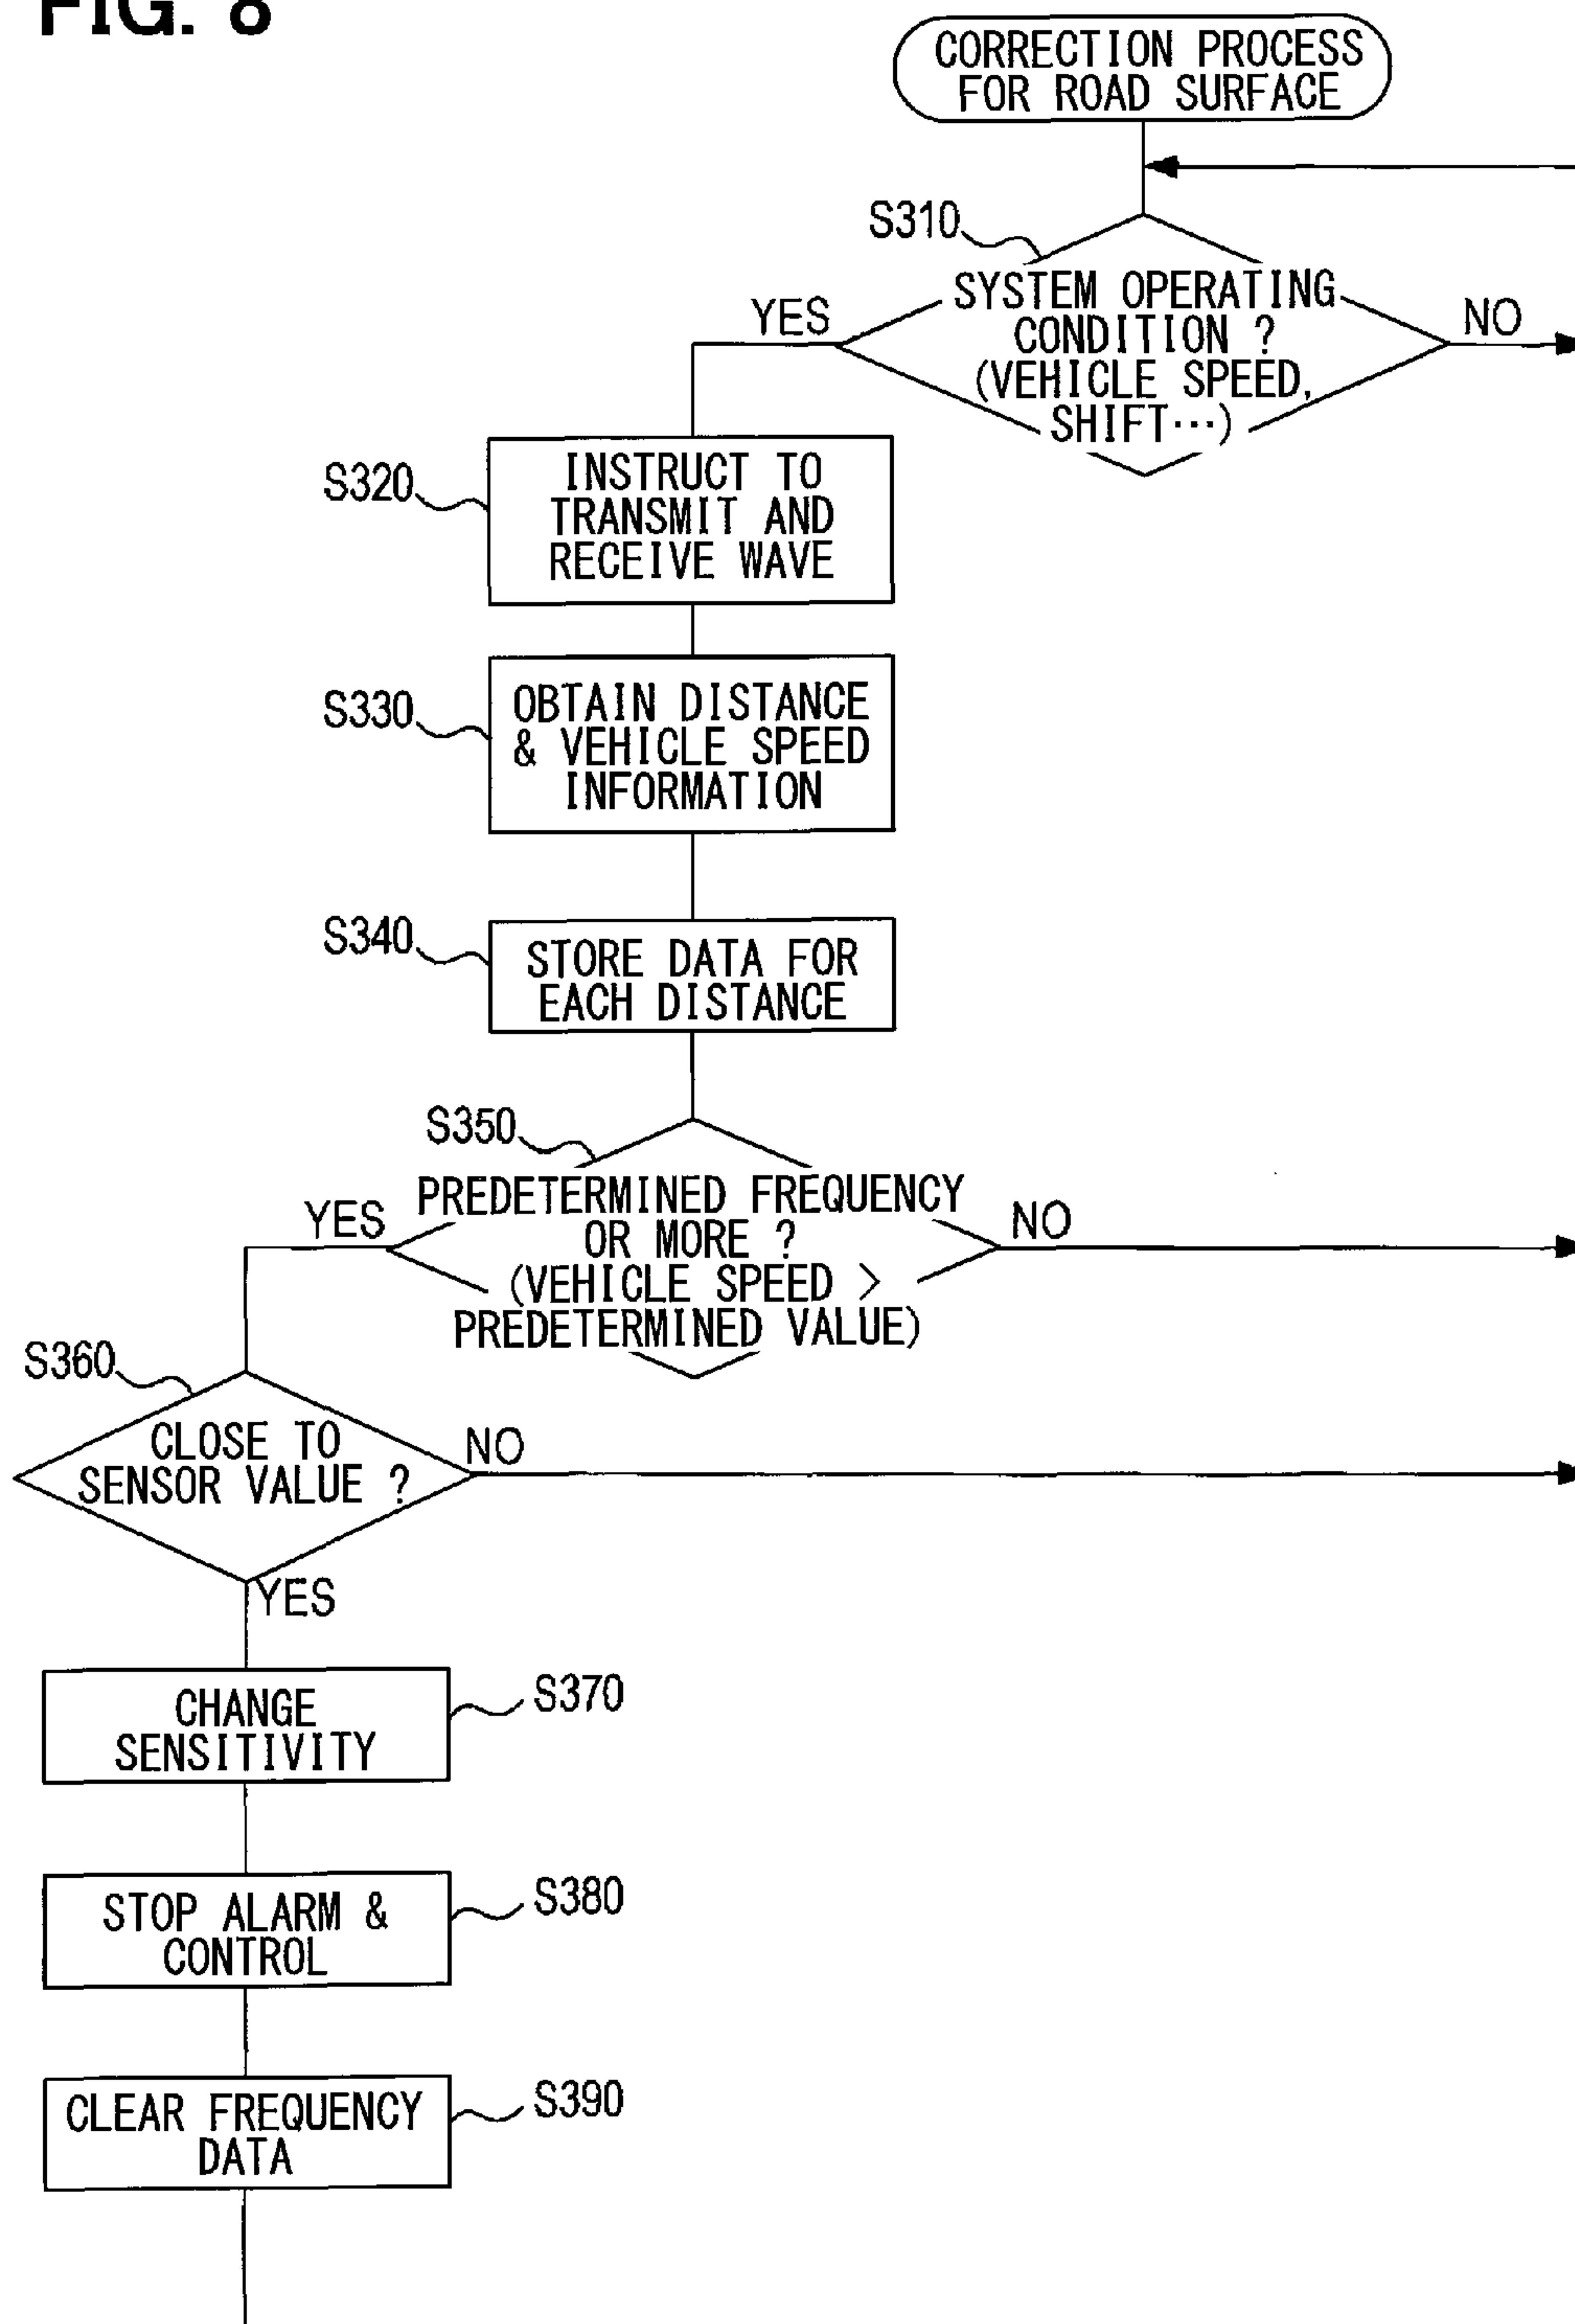 FIG. 8
CORRECTION PROCESS
FOR ROAD SURFACE
S310
SYSTEM OPERATING
CONDITION ?
(VEHICLE SPEED,
SHIFT···)
YES
NO
S320
INSTRUCT TO
TRANSMIT AND
RECEIVE WAVE
S330
OBTAIN DISTANCE
& VEHICLE SPEED
INFORMATION
S340
STORE DATA FOR
EACH DISTANCE
S350
PREDETERMINED FREQUENCY
OR MORE ?
(VEHICLE SPEED >
PREDETERMINED VALUE)
YES
NO
S360
CLOSE TO
SENSOR VALUE ?
NO
YES
CHANGE
SENSITIVITY
S370
STOP ALARM &
CONTROL
S380
CLEAR FREQUENCY
DATA
S390